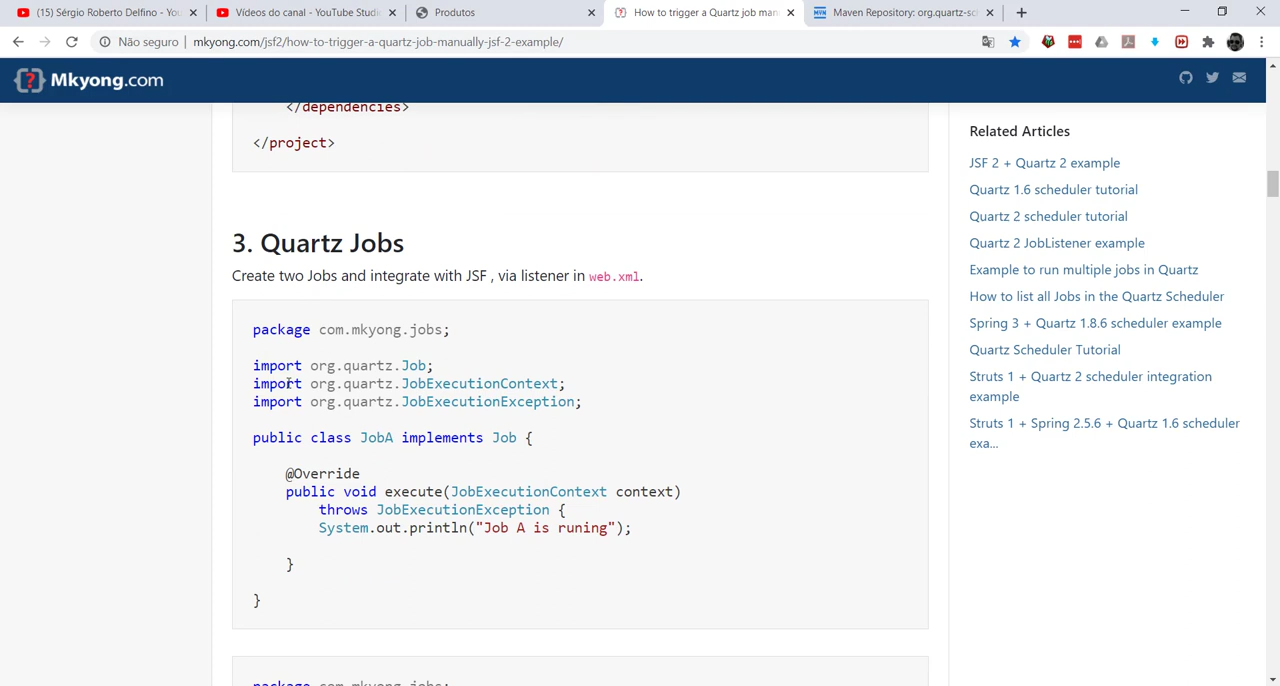 (15) Sérgio Roberto Delfino - You
Vídeos do canal - YouTube Studi
Produtos
How to trigger a Quartz job man
Maven Repository: org.quartz-sc
Não seguro
mkyong.com/jsf2/how-to-trigger-a-quartz-job-manually-jsf-2-example/
Mkyong.com
</dependencies>
</project>
3. Quartz Jobs
Create two Jobs and integrate with JSF , via listener in web.xml.
package com.mkyong.jobs;
import org.quartz.Job;
import org.quartz.JobExecutionContext;
import org.quartz.JobExecutionException;
public class JobA implements Job {
@Override
public void execute(JobExecutionContext context)
throws JobExecutionException {
System.out.println("Job A is runing");
}
}
package com.mkyong.jobs;
Related Articles
JSF 2 + Quartz 2 example
Quartz 1.6 scheduler tutorial
Quartz 2 scheduler tutorial
Quartz 2 JobListener example
Example to run multiple jobs in Quartz
How to list all Jobs in the Quartz Scheduler
Spring 3 + Quartz 1.8.6 scheduler example
Quartz Scheduler Tutorial
Struts 1 + Quartz 2 scheduler integration
example
Struts 1 + Spring 2.5.6 + Quartz 1.6 scheduler
exa...